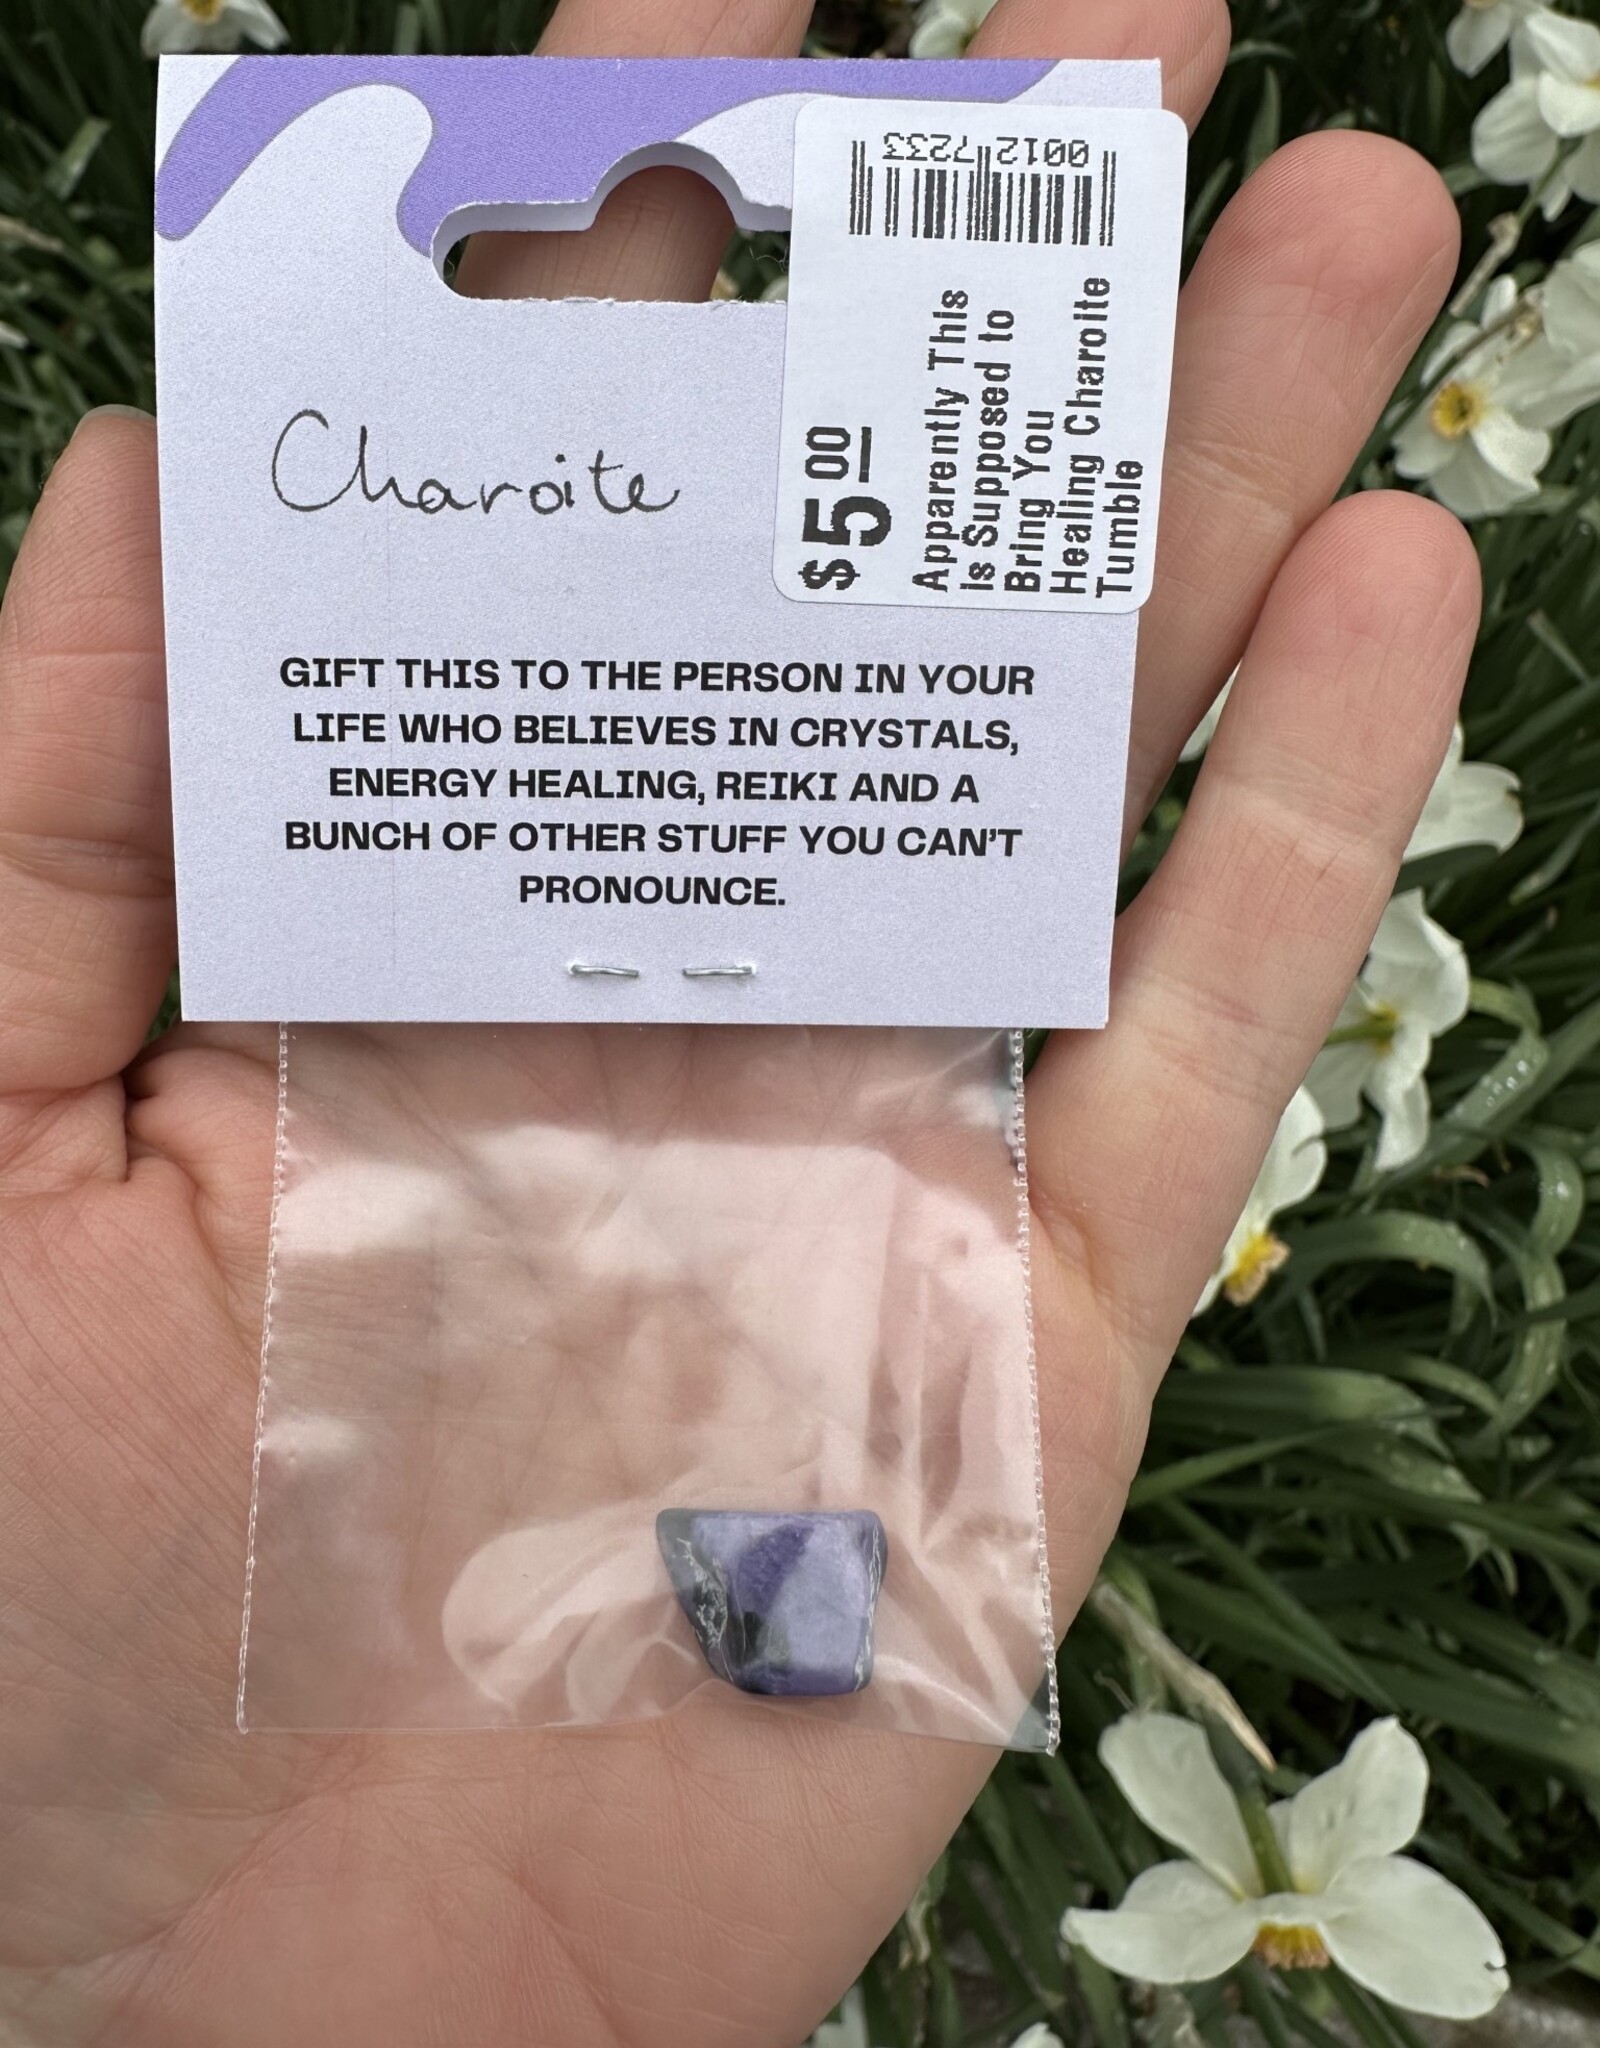 Charoite
GIFT THIS TO THE PERSON IN YOUR
LIFE WHO BELIEVES IN CRYSTALS,
ENERGY HEALING, REIKI AND A
BUNCH OF OTHER STUFF YOU CAN'T
PRONOUNCE.
$5.00
Apparently This
is Supposed to
Bring You
Healing Charoite
Tumble
0012 7233